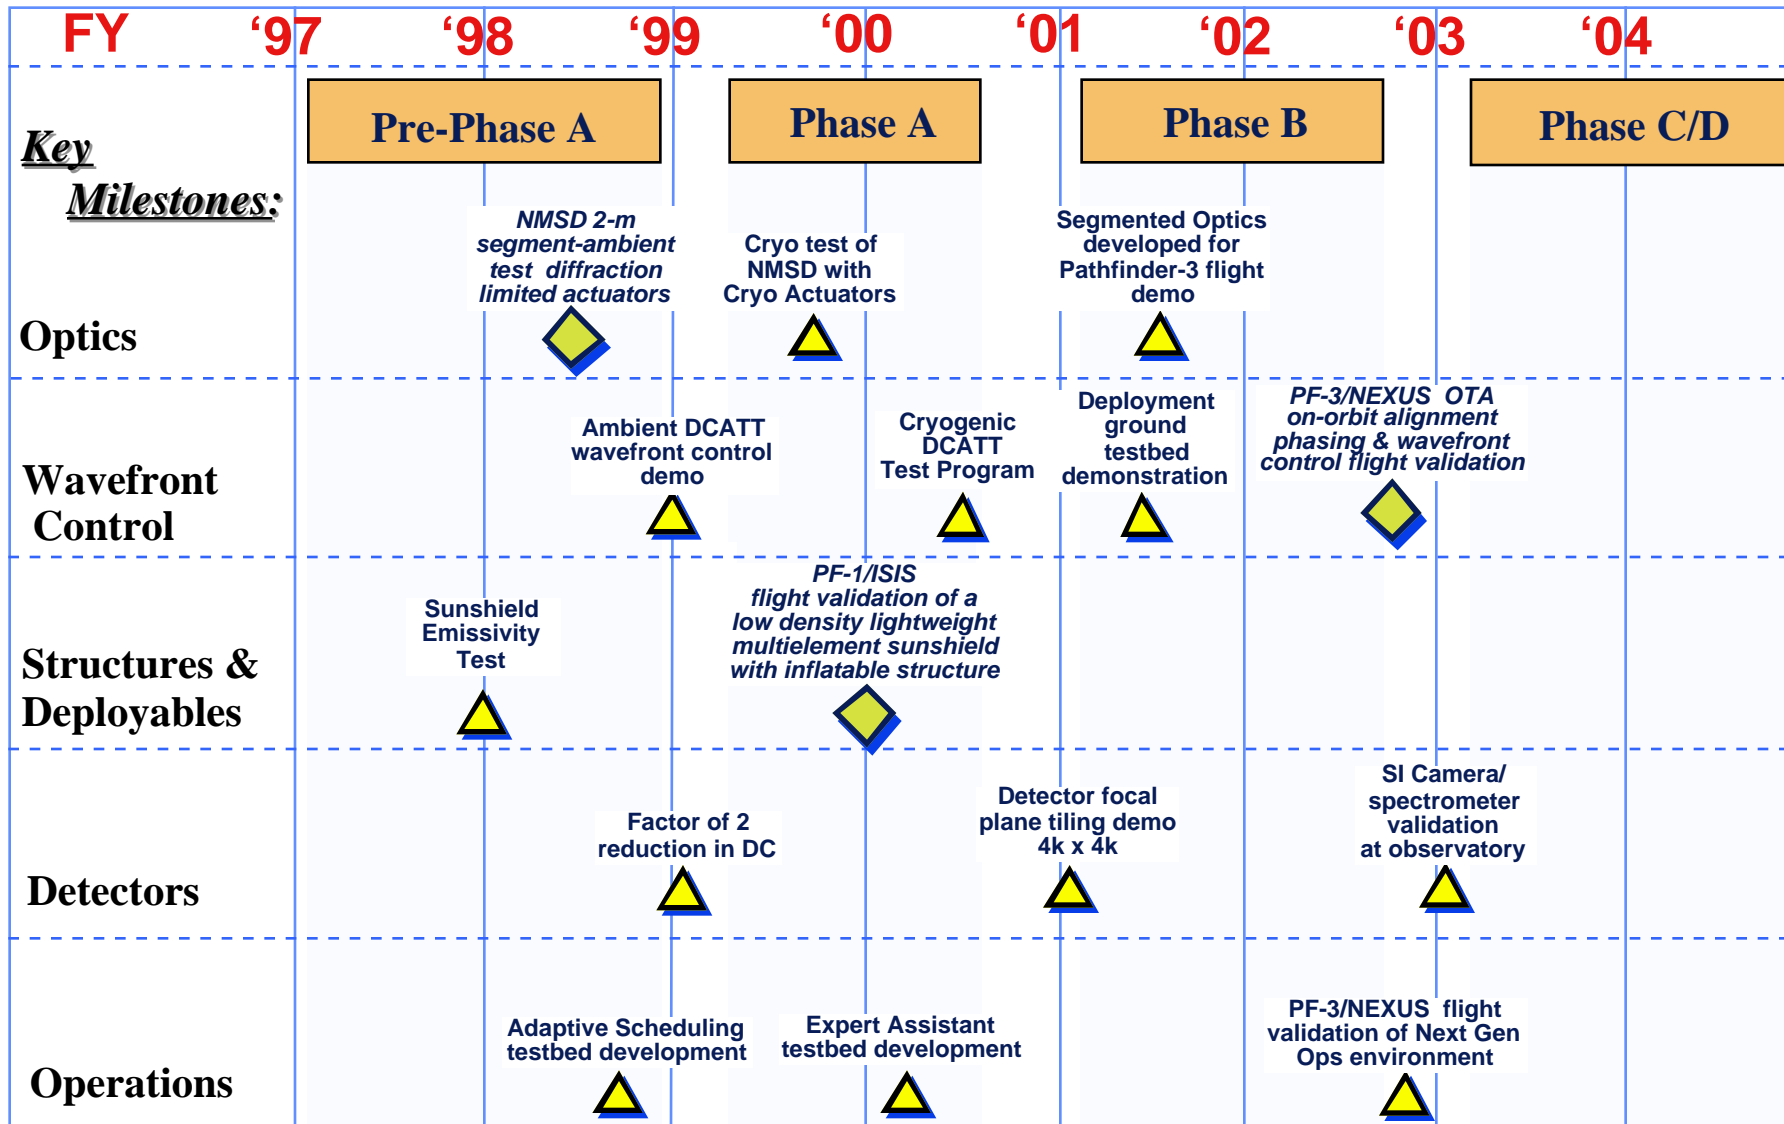 FY ‘97 ‘98 ‘99 ‘00 ‘01 ‘02 ‘03 ‘04
Pre-Phase A Phase A Phase B Phase C/D
Key
Milestones:
Optics
NMSD 2-m
segment-ambient
test diffraction
limited actuators
Cryo test of
NMSD with
Cryo Actuators
Segmented Optics
developed for
Pathfinder-3 flight
demo
Wavefront
Control
Ambient DCATT
wavefront control
demo
Cryogenic
DCATT
Test Program
Deployment
ground
testbed
demonstration
PF-3/NEXUS OTA
on-orbit alignment
phasing & wavefront
control flight validation
Structures &
Deployables
Sunshield
Emissivity
Test
PF-1/ISIS
flight validation of a
low density lightweight
multielement sunshield
with inflatable structure
Detectors
Factor of 2
reduction in DC
Detector focal
plane tiling demo
4k x 4k
SI Camera/
spectrometer
validation
at observatory
Operations
Adaptive Scheduling
testbed development
Expert Assistant
testbed development
PF-3/NEXUS flight
validation of Next Gen
Ops environment